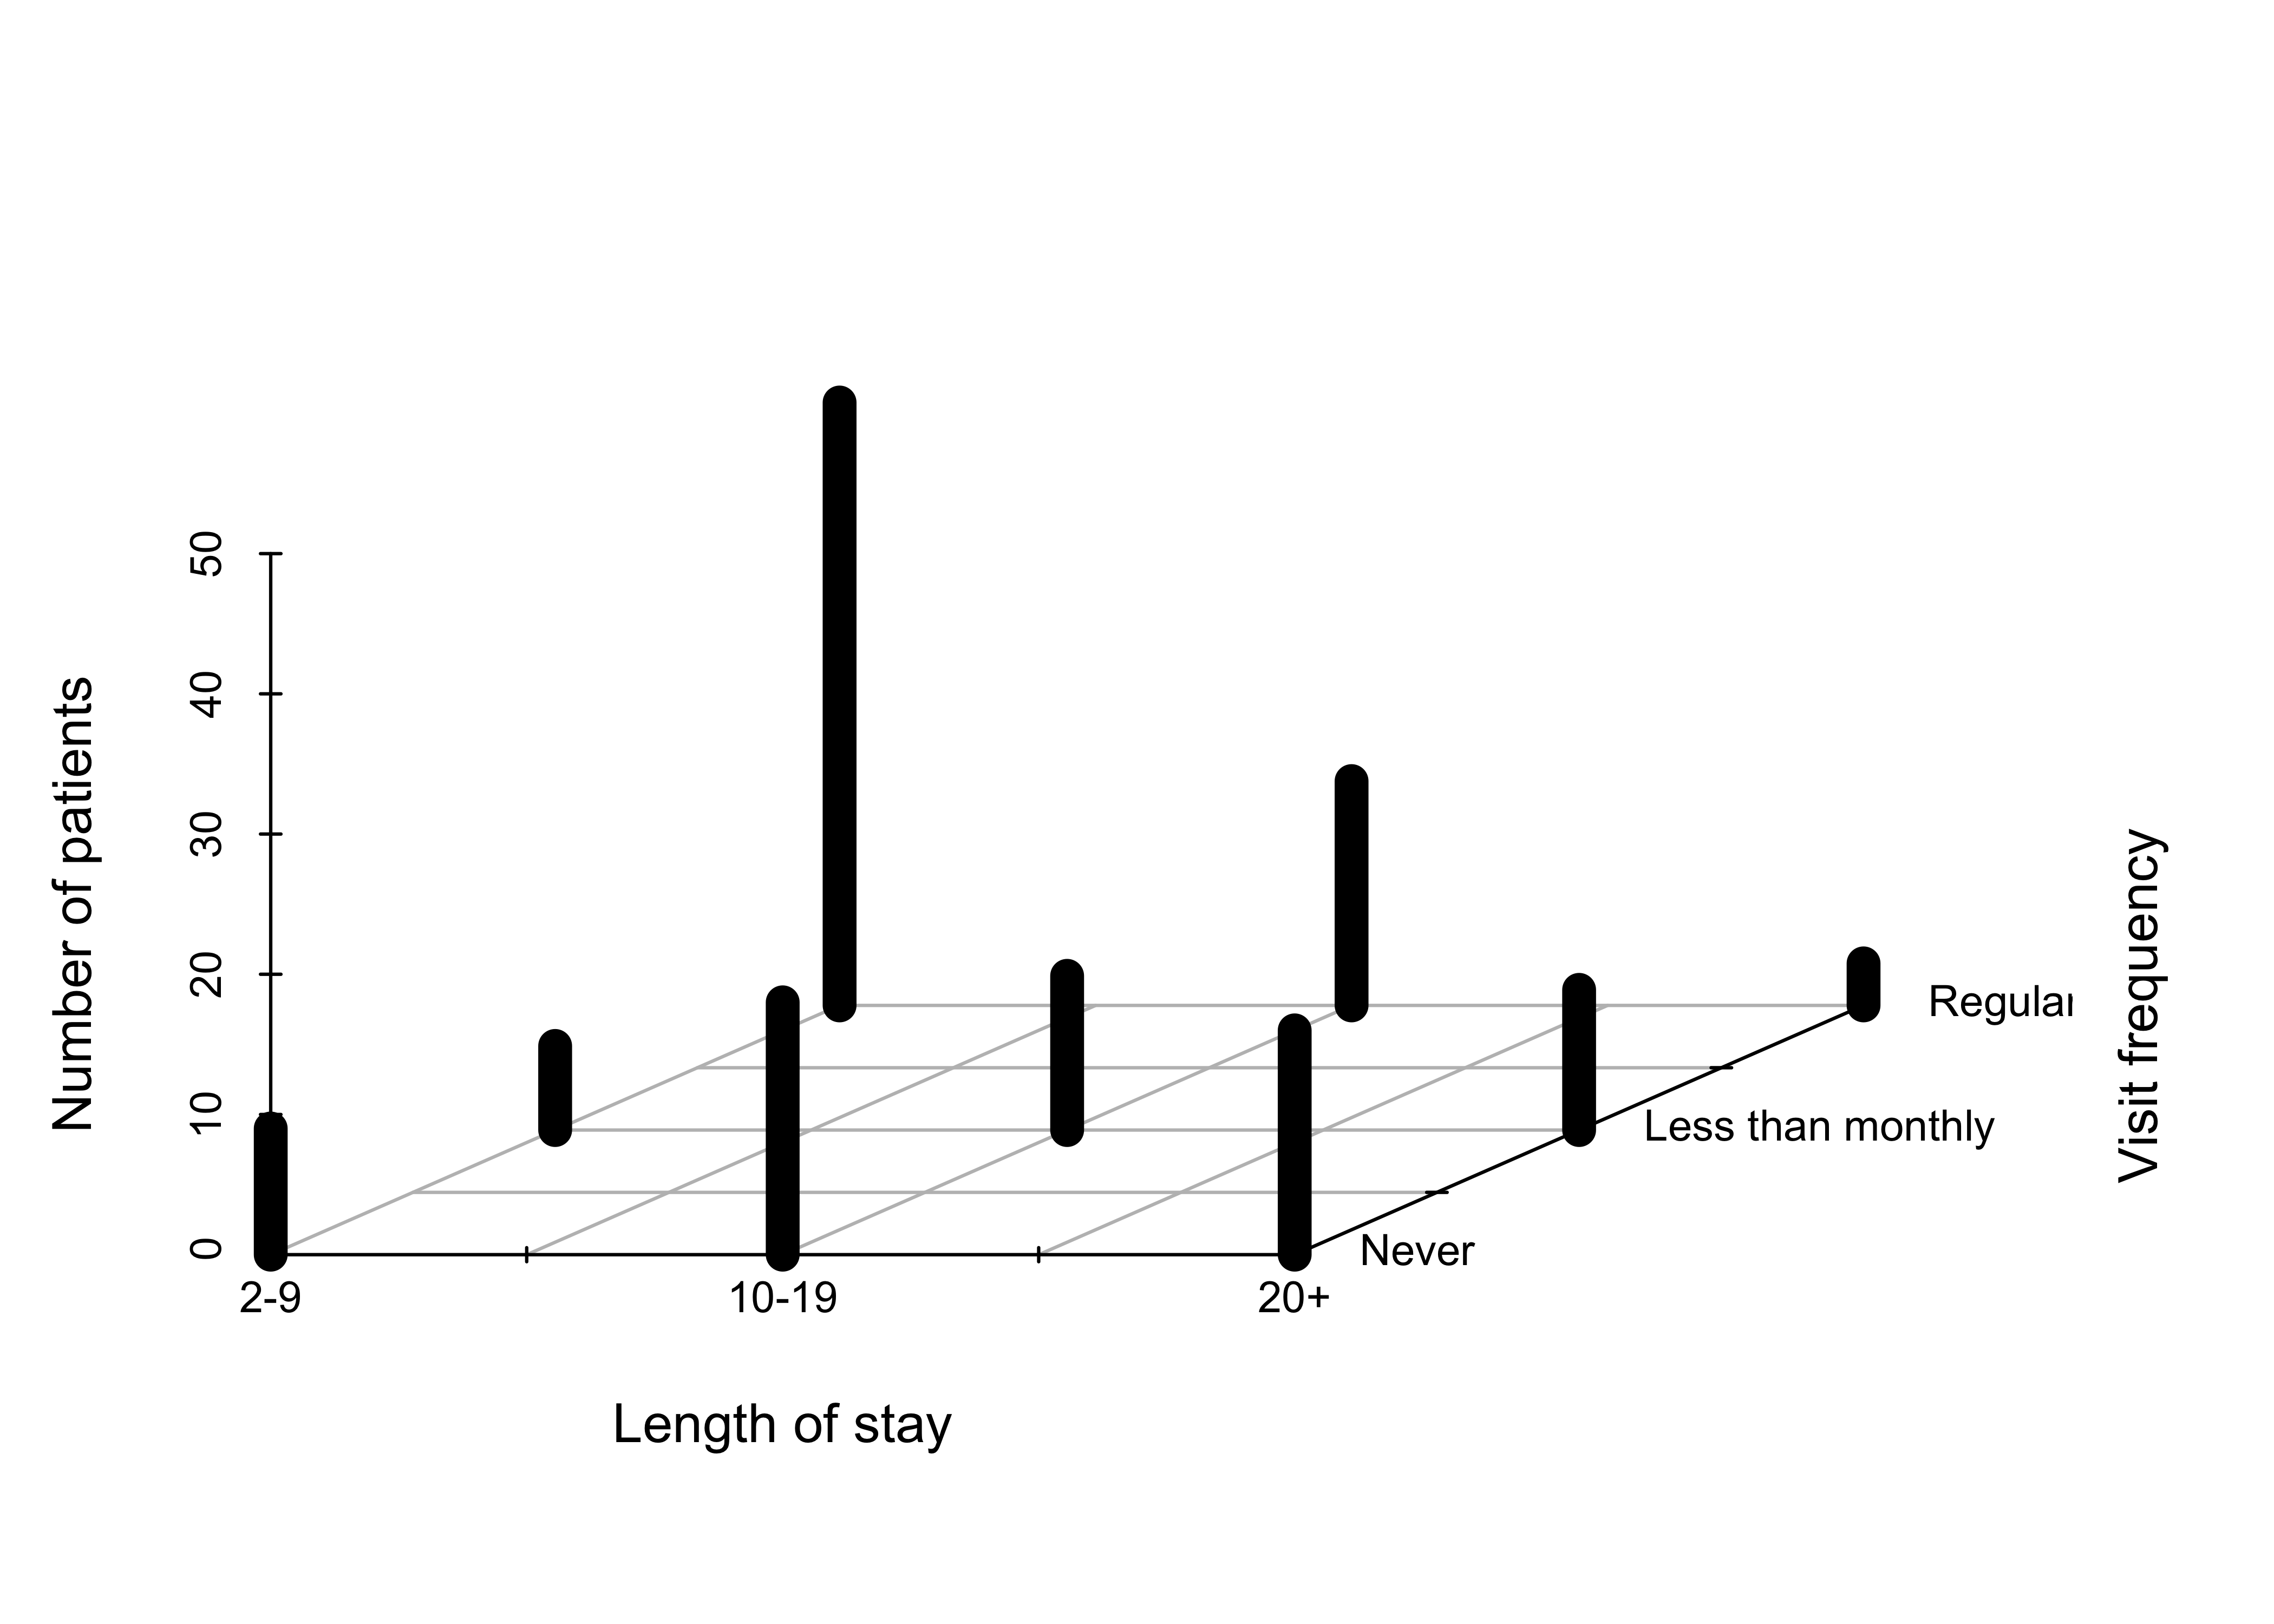 Number of patients
50
40
30
20
10
0
2-9
10-19
20+
Length of stay
Never
Less than monthly
Regular
Visit frequency